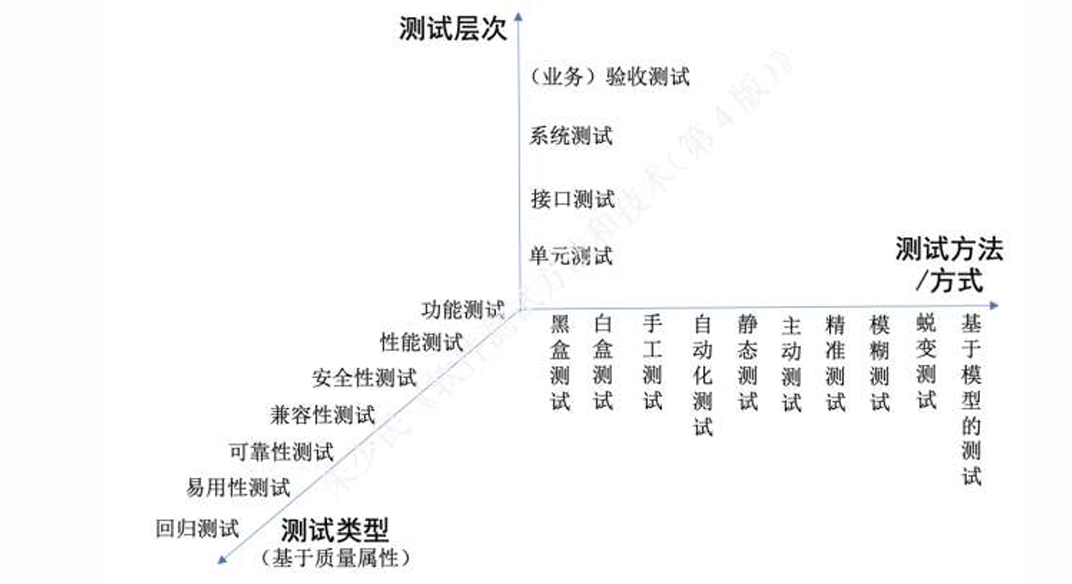 测试层次
（业务）验收测试
系统测试
接口测试
单元测试
测试方法
/方式
功能测试
性能测试
安全性测试
兼容性测试
可靠性测试
易用性测试
回归测试
测试类型
（基于质量属性）
黑盒测试
白盒测试
手工测试
自动化测试
静态测试
主动测试
精准测试
模糊测试
蜕变测试
基于模型的测试
朱少民《软件测试方法和技术（第4版）》